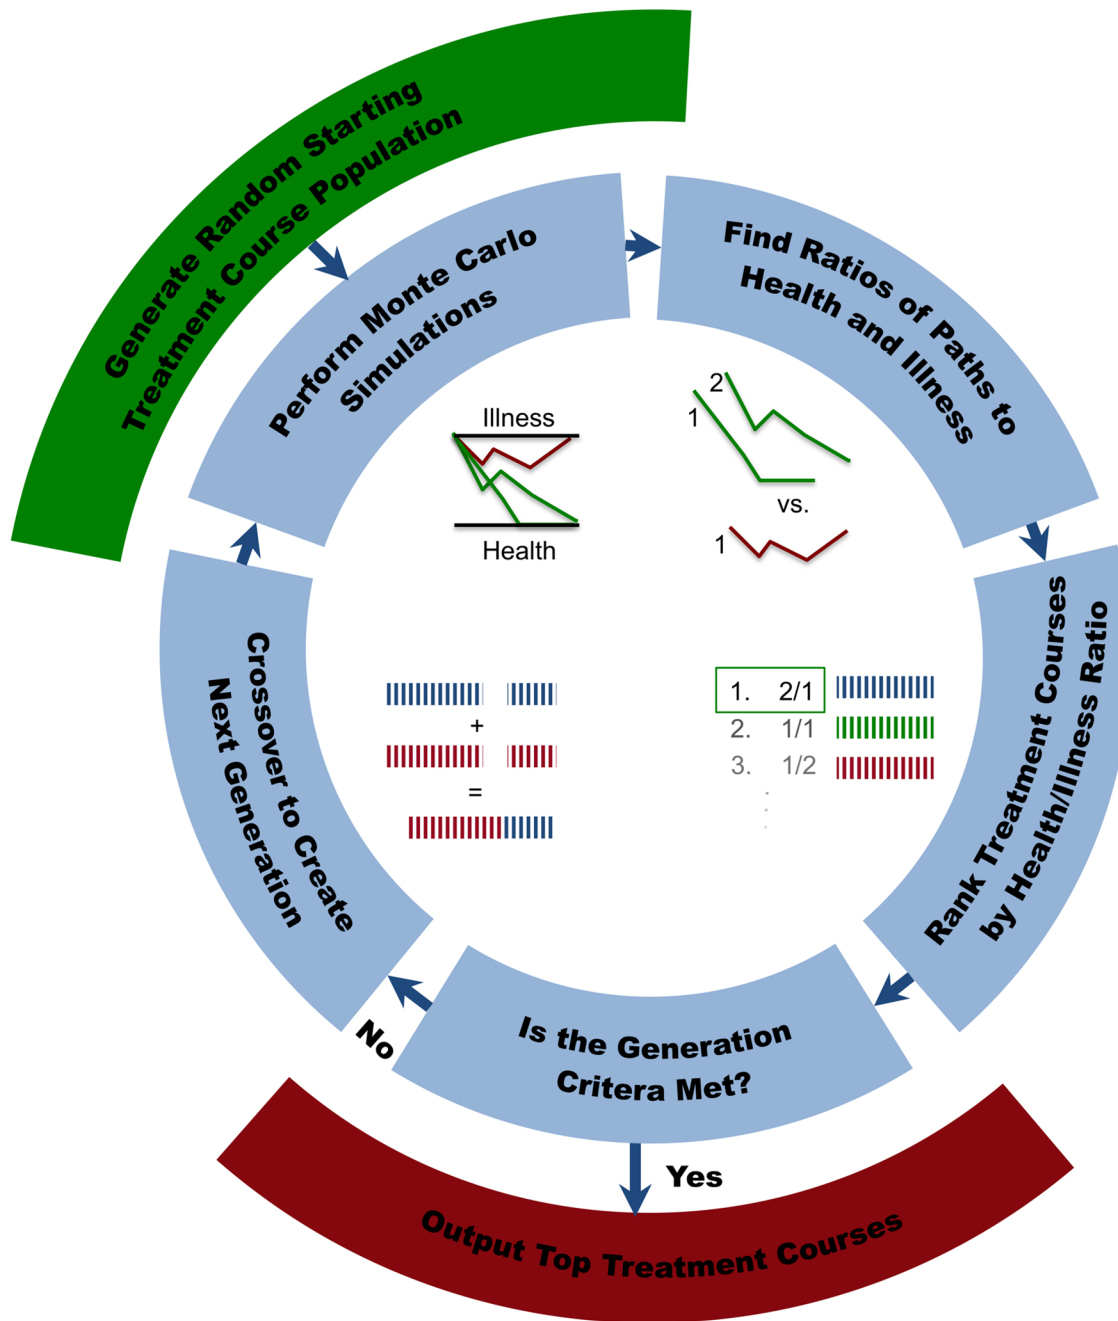 Generate Random Starting
Treatment Course Population
Perform Monte Carlo
Simulations
Find Ratios of Paths to
Health and Illness
Illness
Health
2
1
vs.
1
Rank Treatment Courses
by Health/Illness Ratio
1. 2/1
2. 1/1
3. 1/2
Is the Generation
Critera Met?
No
Crossover to Create
Next Generation
+
=
Yes
Output Top Treatment Courses